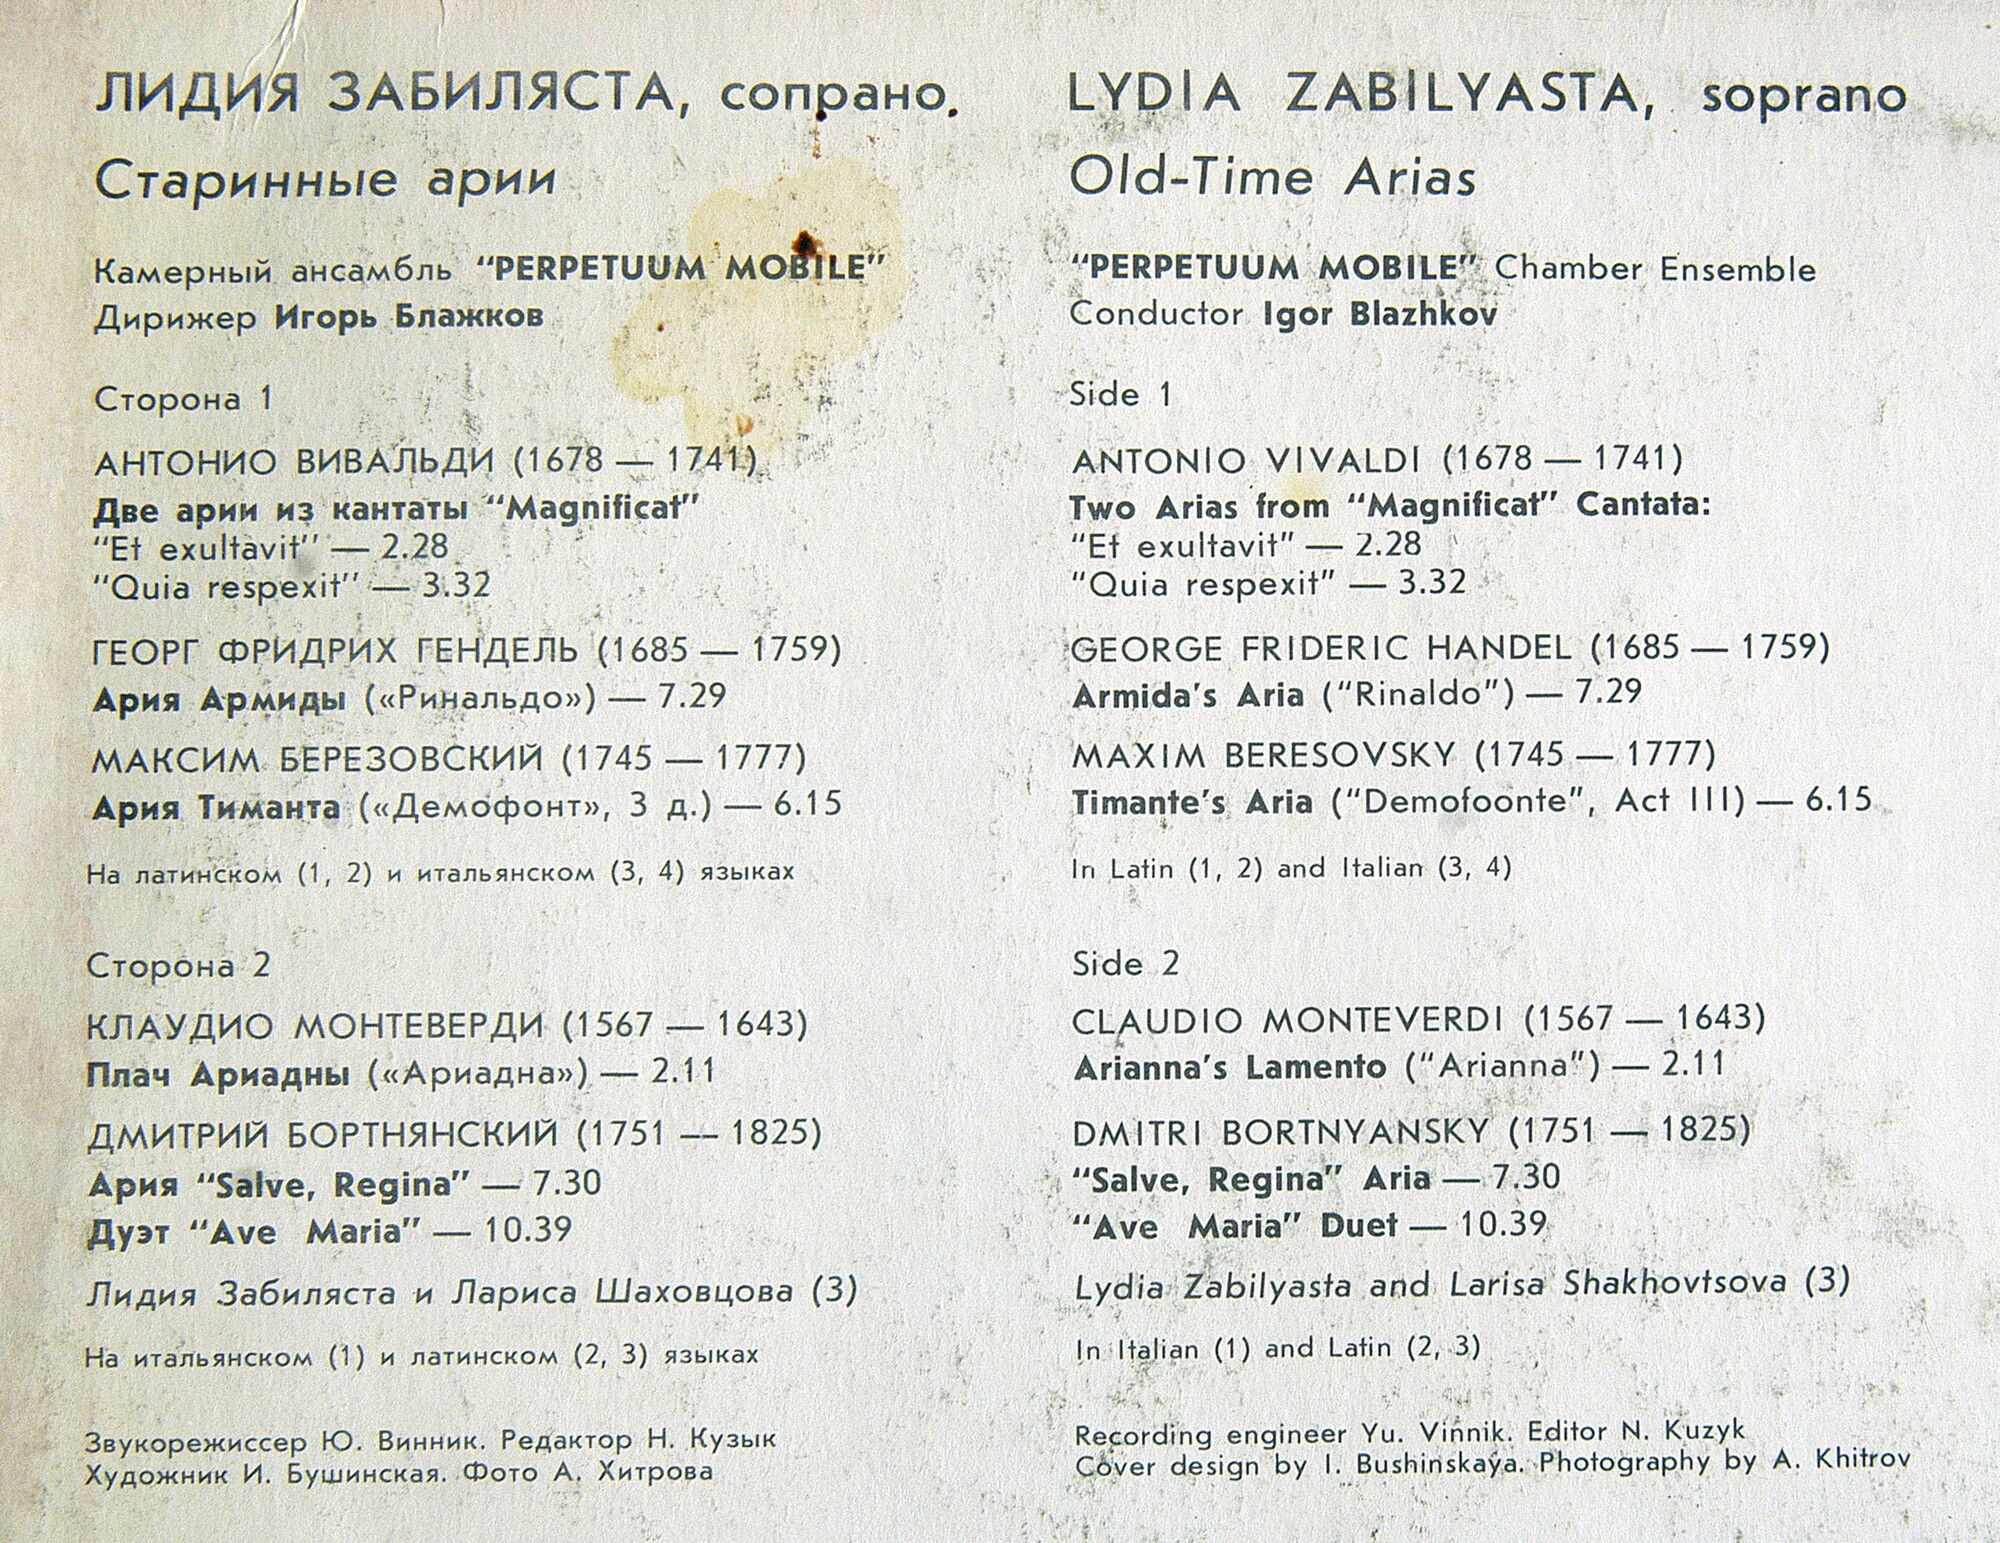 ЛИДИЯ ЗАБИЛЯСТА, сопрано.
Старинные арии
Камерный ансамбль “PERPETUUM MOBILE”
Дирижер Игорь Блажков
Сторона 1
АНТОНИО ВИВАЛЬДИ (1678 — 1741)
Две арии из кантаты “Magnificat”
“Et exultavit” — 2.28
“Quia respexit” — 3.32
ГЕОРГ ФРИДРИХ ГЕНДЕЛЬ (1685 — 1759)
Ария Армиды («Ринальдо») — 7.29
МАКСИМ БЕРЕЗОВСКИЙ (1745 — 1777)
Ария Тиманта («Демофонт», 3 д.) — 6.15
На латинском (1, 2) и итальянском (3, 4) языках
Сторона 2
КЛАУДИО МОНТЕВЕРДИ (1567 — 1643)
Плач Ариадны («Ариадна») — 2.11
ДМИТРИЙ БОРТНЯНСКИЙ (1751 — 1825)
Ария “Salve, Regina” — 7.30
Дуэт “Ave Maria” — 10.39
Лидия Забиляста и Лариса Шаховцова (3)
На итальянском (1) и латинском (2, 3) языках
Звукорежиссер Ю. Винник. Редактор Н. Кузык
Художник И. Бушинская. Фото А. Хитрова
LYDIA ZABILYASTA, soprano
Old-Time Arias
“PERPETUUM MOBILE” Chamber Ensemble
Conductor Igor Blazhkov
Side 1
ANTONIO VIVALDI (1678 — 1741)
Two Arias from “Magnificat” Cantata:
“Et exultavit” — 2.28
“Quia respexit” — 3.32
GEORGE FRIDERIC HANDEL (1685 — 1759)
Armida's Aria (“Rinaldo”) — 7.29
MAXIM BERESOVSKY (1745 — 1777)
Timante's Aria (“Demofoonte”, Act III) — 6.15
In Latin (1, 2) and Italian (3, 4)
Side 2
CLAUDIO MONTEVERDI (1567 — 1643)
Arianna's Lamento (“Arianna”) — 2.11
DMITRI BORTNYANSKY (1751 — 1825)
“Salve, Regina” Aria — 7.30
“Ave Maria” Duet — 10.39
Lydia Zabilyasta and Larisa Shakhovtsova (3)
In Italian (1) and Latin (2, 3)
Recording engineer Yu. Vinnik. Editor N. Kuzyk
Cover design by I. Bushinskaya. Photography by A. Khitrov